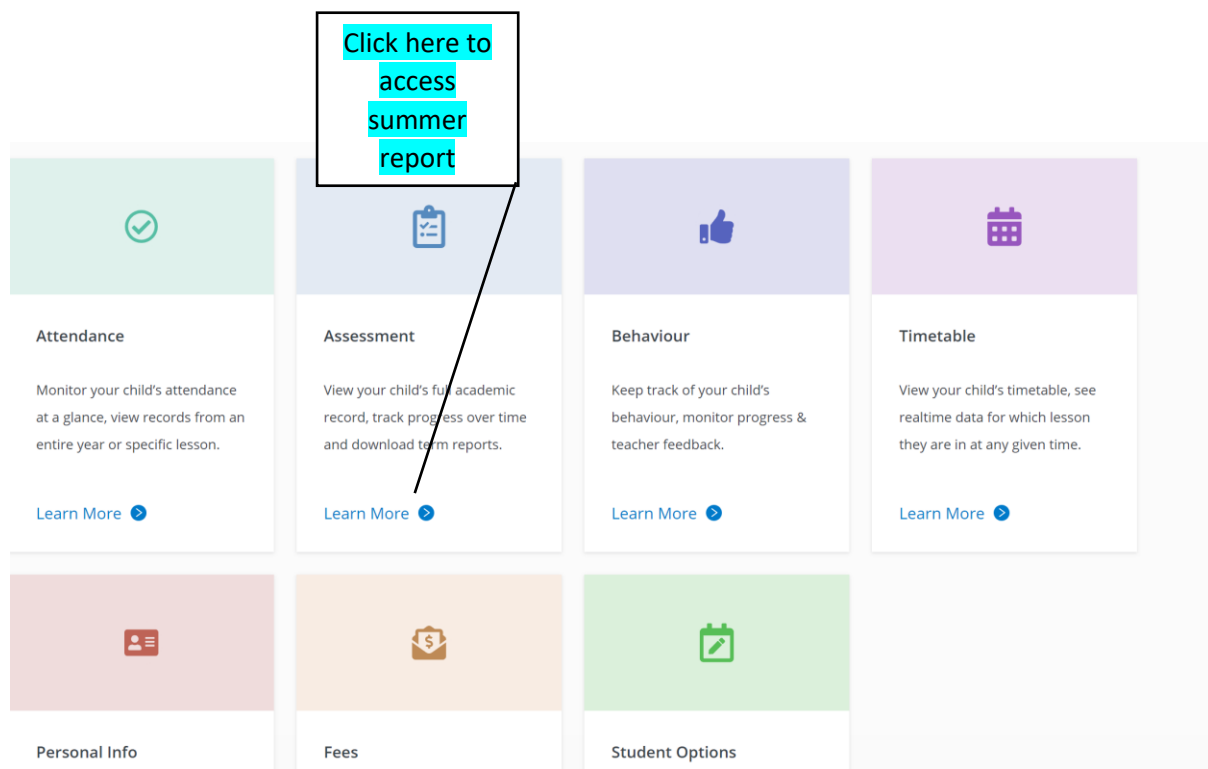 Click here to
access
summer
report
Attendance
Monitor your child's attendance
at a glance, view records from an
entire year or specific lesson.
Learn More
Assessment
View your child's full academic
record, track progress over time
and download term reports.
Learn More
Behaviour
Keep track of your child's
behaviour, monitor progress &
teacher feedback.
Learn More
Timetable
View your child's timetable, see
realtime data for which lesson
they are in at any given time.
Learn More
Personal Info
Fees
Student Options